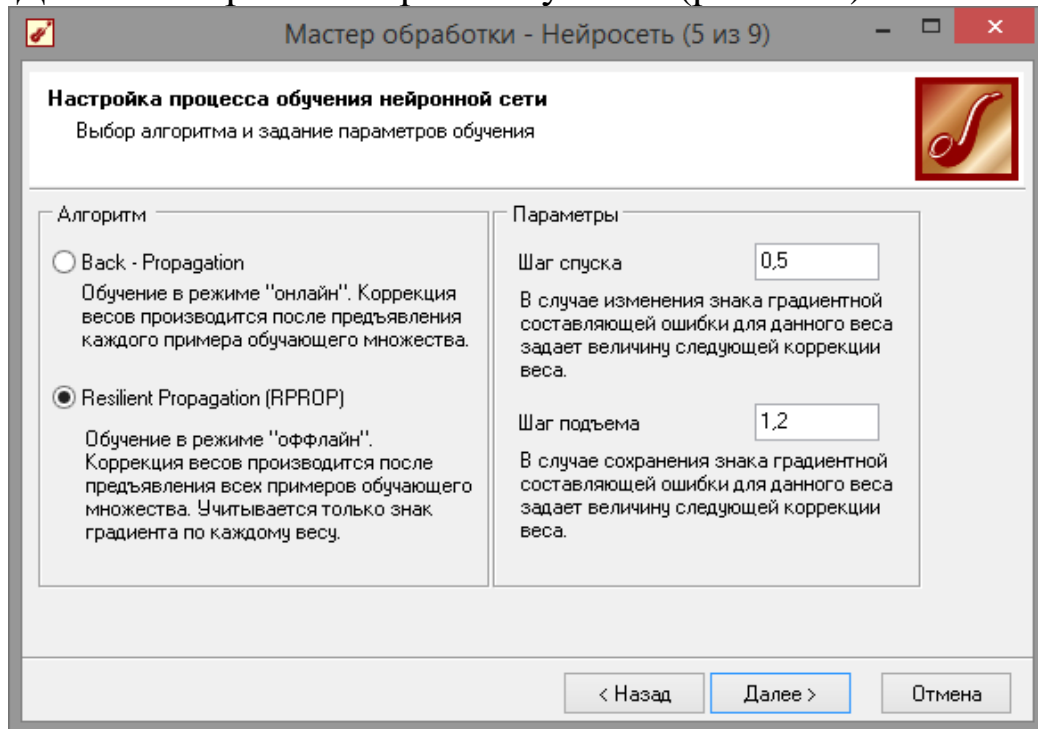 Мастер обработки - Нейросеть (5 из 9)
Настройка процесса обучения нейронной сети
Выбор алгоритма и задание параметров обучения
Алгоритм
Back - Propagation
Обучение в режиме "онлайн". Коррекция
весов производится после предъявления
каждого примера обучающего множества.
Resilient Propagation (RPROP)
Обучение в режиме "оффлайн".
Коррекция весов производится после
предъявления всех примеров обучающего
множества. Учитывается только знак
градиента по каждому весу.
Параметры
Шаг спуска
0,5
В случае изменения знака градиентной
составляющей ошибки для данного веса
задает величину следующей коррекции
веса.
Шаг подъема
1,2
В случае сохранения знака градиентной
составляющей ошибки для данного веса
задает величину следующей коррекции
веса.
< Назад
Далее >
Отмена